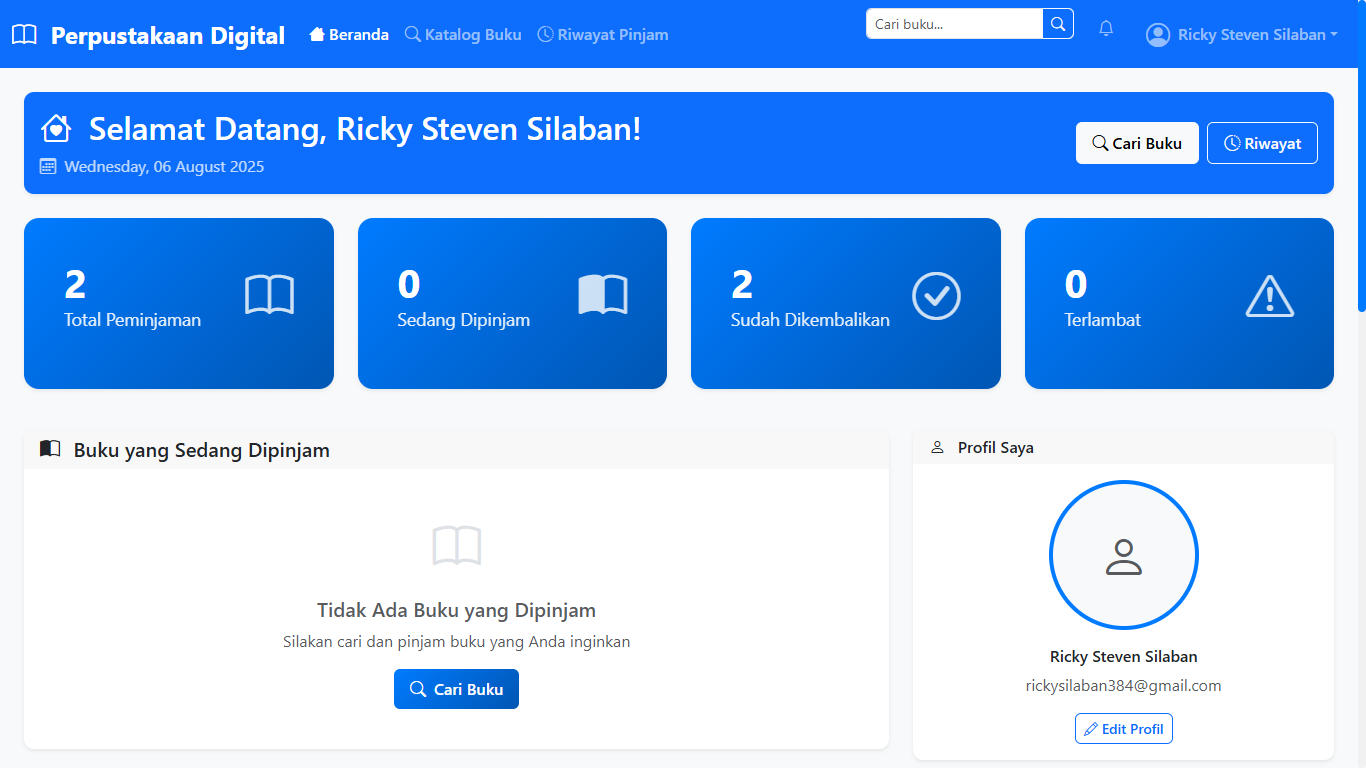 Perpustakaan Digital
Beranda
Katalog Buku
Riwayat Pinjam
Cari buku...
Ricky Steven Silaban
Selamat Datang, Ricky Steven Silaban!
Wednesday, 06 August 2025
Cari Buku
Riwayat
2
Total Peminjaman
0
Sedang Dipinjam
2
Sudah Dikembalikan
0
Terlambat
Buku yang Sedang Dipinjam
Tidak Ada Buku yang Dipinjam
Silakan cari dan pinjam buku yang Anda inginkan
Cari Buku
Profil Saya
Ricky Steven Silaban
rickysilaban384@gmail.com
Edit Profil